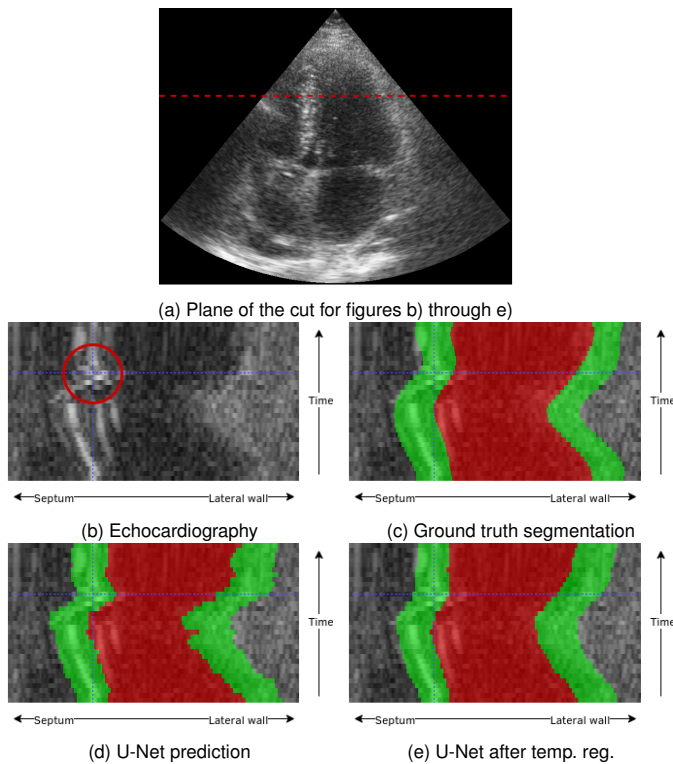 (a) Plane of the cut for figures b) through e)
Time
Septum Lateral wall
(b) Echocardiography
Time
Septum Lateral wall
(c) Ground truth segmentation
Time
Septum Lateral wall
(d) U-Net prediction
Time
Septum Lateral wall
(e) U-Net after temp. reg.